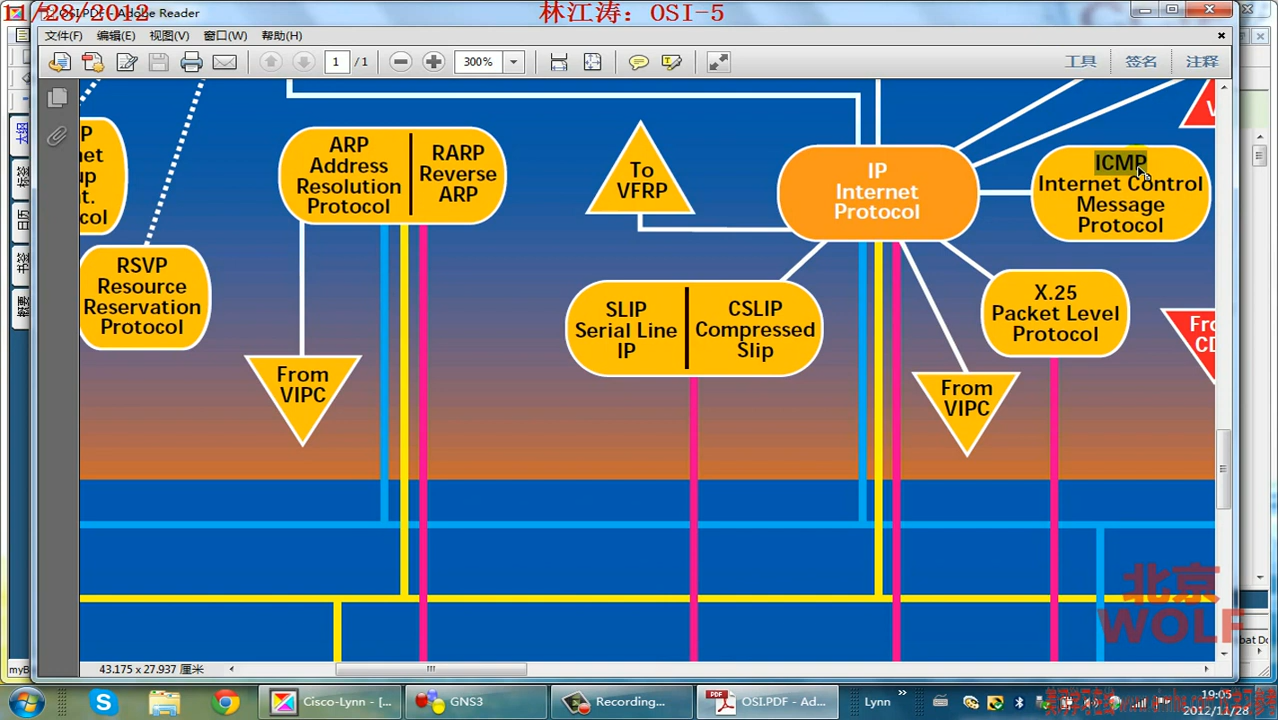 11/28/2012
林江涛：OSI-5
OSI.PDF - Adobe Reader
文件(F) 编辑(E) 视图(V) 窗口(W) 帮助(H)
1 / 1
300%
工具 签名 注释
ARP
Address
Resolution
Protocol
RARP
Reverse
ARP
To
VFRP
IP
Internet
Protocol
ICMP
Internet Control
Message
Protocol
RSVP
Resource
Reservation
Protocol
SLIP
Serial Line
IP
CSLIP
Compressed
Slip
X.25
Packet Level
Protocol
From
VIPC
From
VIPC
北京
WOLF
43.175 x 27.937 厘米
Cisco-Lynn - [...
GNS3
Recording...
OSI.PDF - Ad...
Lynn
19:05
2012/11/28